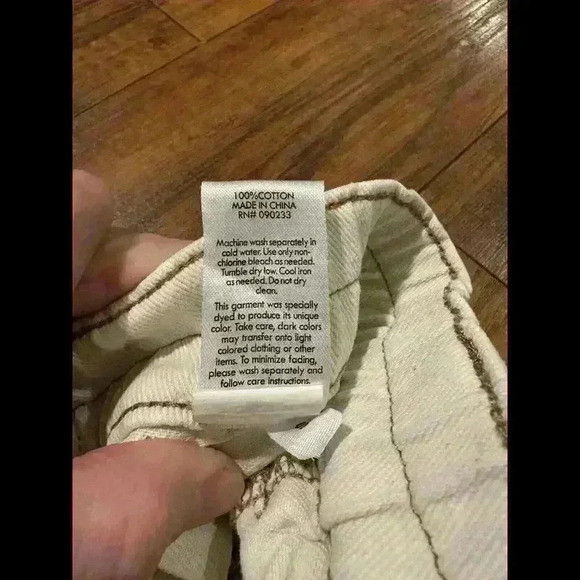 100%COTTON
MADE IN CHINA
RN# 090233
Machine wash separately in
cold water. Use only non-
chlorine bleach as needed.
Tumble dry low. Cool iron
as needed. Do not dry
clean.
This garment was specially
dyed to produce its unique
color. Take care, dark colors
may transfer onto light
colored clothing or other
items. To minimize fading,
please wash separately and
follow care instructions.